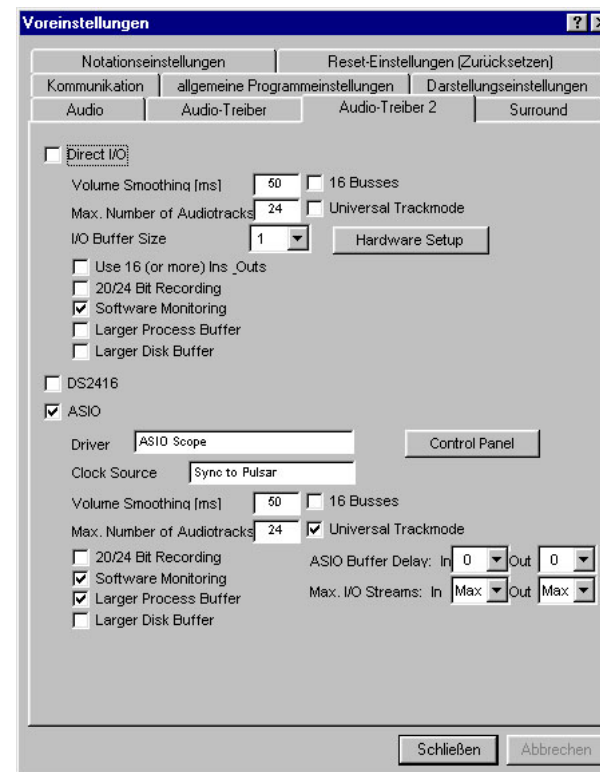 Voreinstellungen
Notationseinstellungen Reset-Einstellungen (Zurücksetzen)
Kommunikation allgemeine Programmeinstellungen Darstellungseinstellungen
Audio Audio-Treiber Audio-Treiber 2 Surround
Direct I/O
Volume Smoothing [ms] 50 16 Busses
Max. Number of Audiotracks 24 Universal Trackmode
I/O Buffer Size 1 Hardware Setup
Use 16 (or more) Ins _Outs
20/24 Bit Recording
Software Monitoring
Larger Process Buffer
Larger Disk Buffer
DS2416
ASIO
Driver ASIO Scope Control Panel
Clock Source Sync to Pulsar
Volume Smoothing [ms] 50 16 Busses
Max. Number of Audiotracks 24 Universal Trackmode
20/24 Bit Recording ASIO Buffer Delay: In 0 Out 0
Software Monitoring
Larger Process Buffer Max. I/O Streams: In Max Out Max
Larger Disk Buffer
Schließen Abbrechen